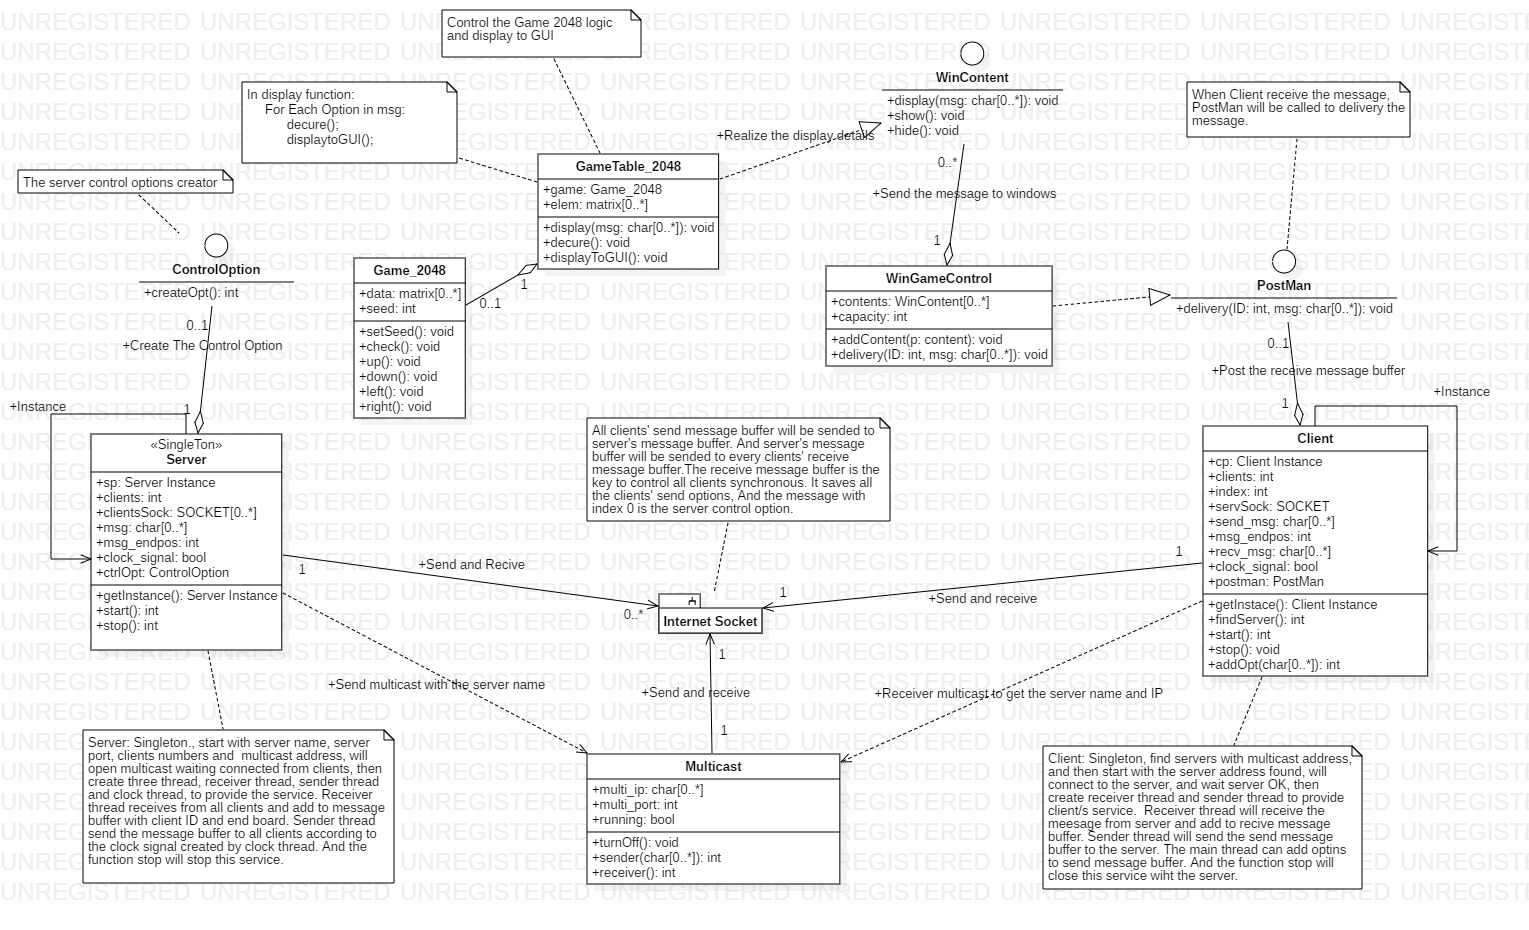 Control the Game 2048 logic
and display to GUI
In display function:
For Each Option in msg:
decure();
displaytoGUI();
The server control options creator
WinContent
+display(msg: char[0..*]): void
+show(): void
+hide(): void
When Client receive the message,
PostMan will be called to delivery the
message.
+Realize the display details
GameTable_2048
+game: Game_2048
+elem: matrix[0..*]
+display(msg: char[0..*]): void
+decure(): void
+displayToGUI(): void
0..*
+Send the message to windows
1
ControlOption
+createOpt(): int
0..1
+Create The Control Option
1
Game_2048
+data: matrix[0..*]
+seed: int
+setSeed(): void
+check(): void
+up(): void
+down(): void
+left(): void
+right(): void
1
0..1
WinGameControl
+contents: WinContent[0..*]
+capacity: int
+addContent(p: content): void
+delivery(ID: int, msg: char[0..*]): void
PostMan
+delivery(ID: int, msg: char[0..*]): void
0..1
+Post the receive message buffer
1
+Instance
+Instance
«SingleTon»
Server
+sp: Server Instance
+clients: int
+clientsSock: SOCKET[0..*]
+msg: char[0..*]
+msg_endpos: int
+clock_signal: bool
+ctrlOpt: ControlOption
+getInstance(): Server Instance
+start(): int
+stop(): int
All clients' send message buffer will be sended to
server's message buffer. And server's message
buffer will be sended to every clients' receive
message buffer.The receive message buffer is the
key to control all clients synchronous. It saves all
the clients' send options, And the message with
index 0 is the server control option.
Client
+cp: Client Instance
+clients: int
+index: int
+servSock: SOCKET
+send_msg: char[0..*]
+msg_endpos: int
+recv_msg: char[0..*]
+clock_signal: bool
+postman: PostMan
+getInstace(): Client Instance
+findServer(): int
+start(): int
+stop(): void
+addOpt(char[0..*]): int
1
+Send and Recive
0..*
Internet Socket
1
+Send and receive
1
1
+Send and receive
1
+Send multicast with the server name
+Receiver multicast to get the server name and IP
Server: Singleton., start with server name, server
port, clients numbers and  multicast address, will
open multicast waiting connected from clients, then
create three thread, receiver thread, sender thread
and clock thread, to provide the service. Receiver
thread receives from all clients and add to message
buffer with client ID and end board. Sender thread
send the message buffer to all clients according to
the clock signal created by clock thread. And the
function stop will stop this service.
Multicast
+multi_ip: char[0..*]
+multi_port: int
+running: bool
+turnOff(): void
+sender(char[0..*]): int
+receiver(): int
Client: Singleton, find servers with multicast address,
and then start with the server address found, will
connect to the server, and wait server OK, then
create receiver thread and sender thread to provide
client/s service.  Receiver thread will receive the
meesage from server and add to recive message
buffer. Sender thread will send the send message
buffer to the server. The main thread can add optins
to send message buffer. And the function stop will
close this service wiht the server.